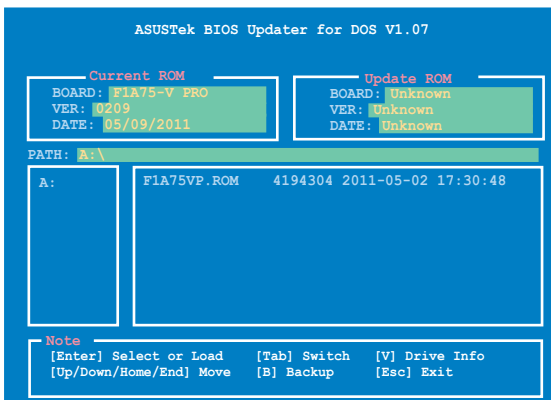 ASUSTek BIOS Updater for DOS V1.07
Current ROM
BOARD: F1A75-V PRO
VER: 0209
DATE: 05/09/2011
Update ROM
BOARD: Unknown
VER: Unknown
DATE: Unknown
PATH: A:\
A:
F1A75VP.ROM 4194304 2011-05-02 17:30:48
Note
[Enter] Select or Load [Tab] Switch [V] Drive Info
[Up/Down/Home/End] Move [B] Backup [Esc] Exit